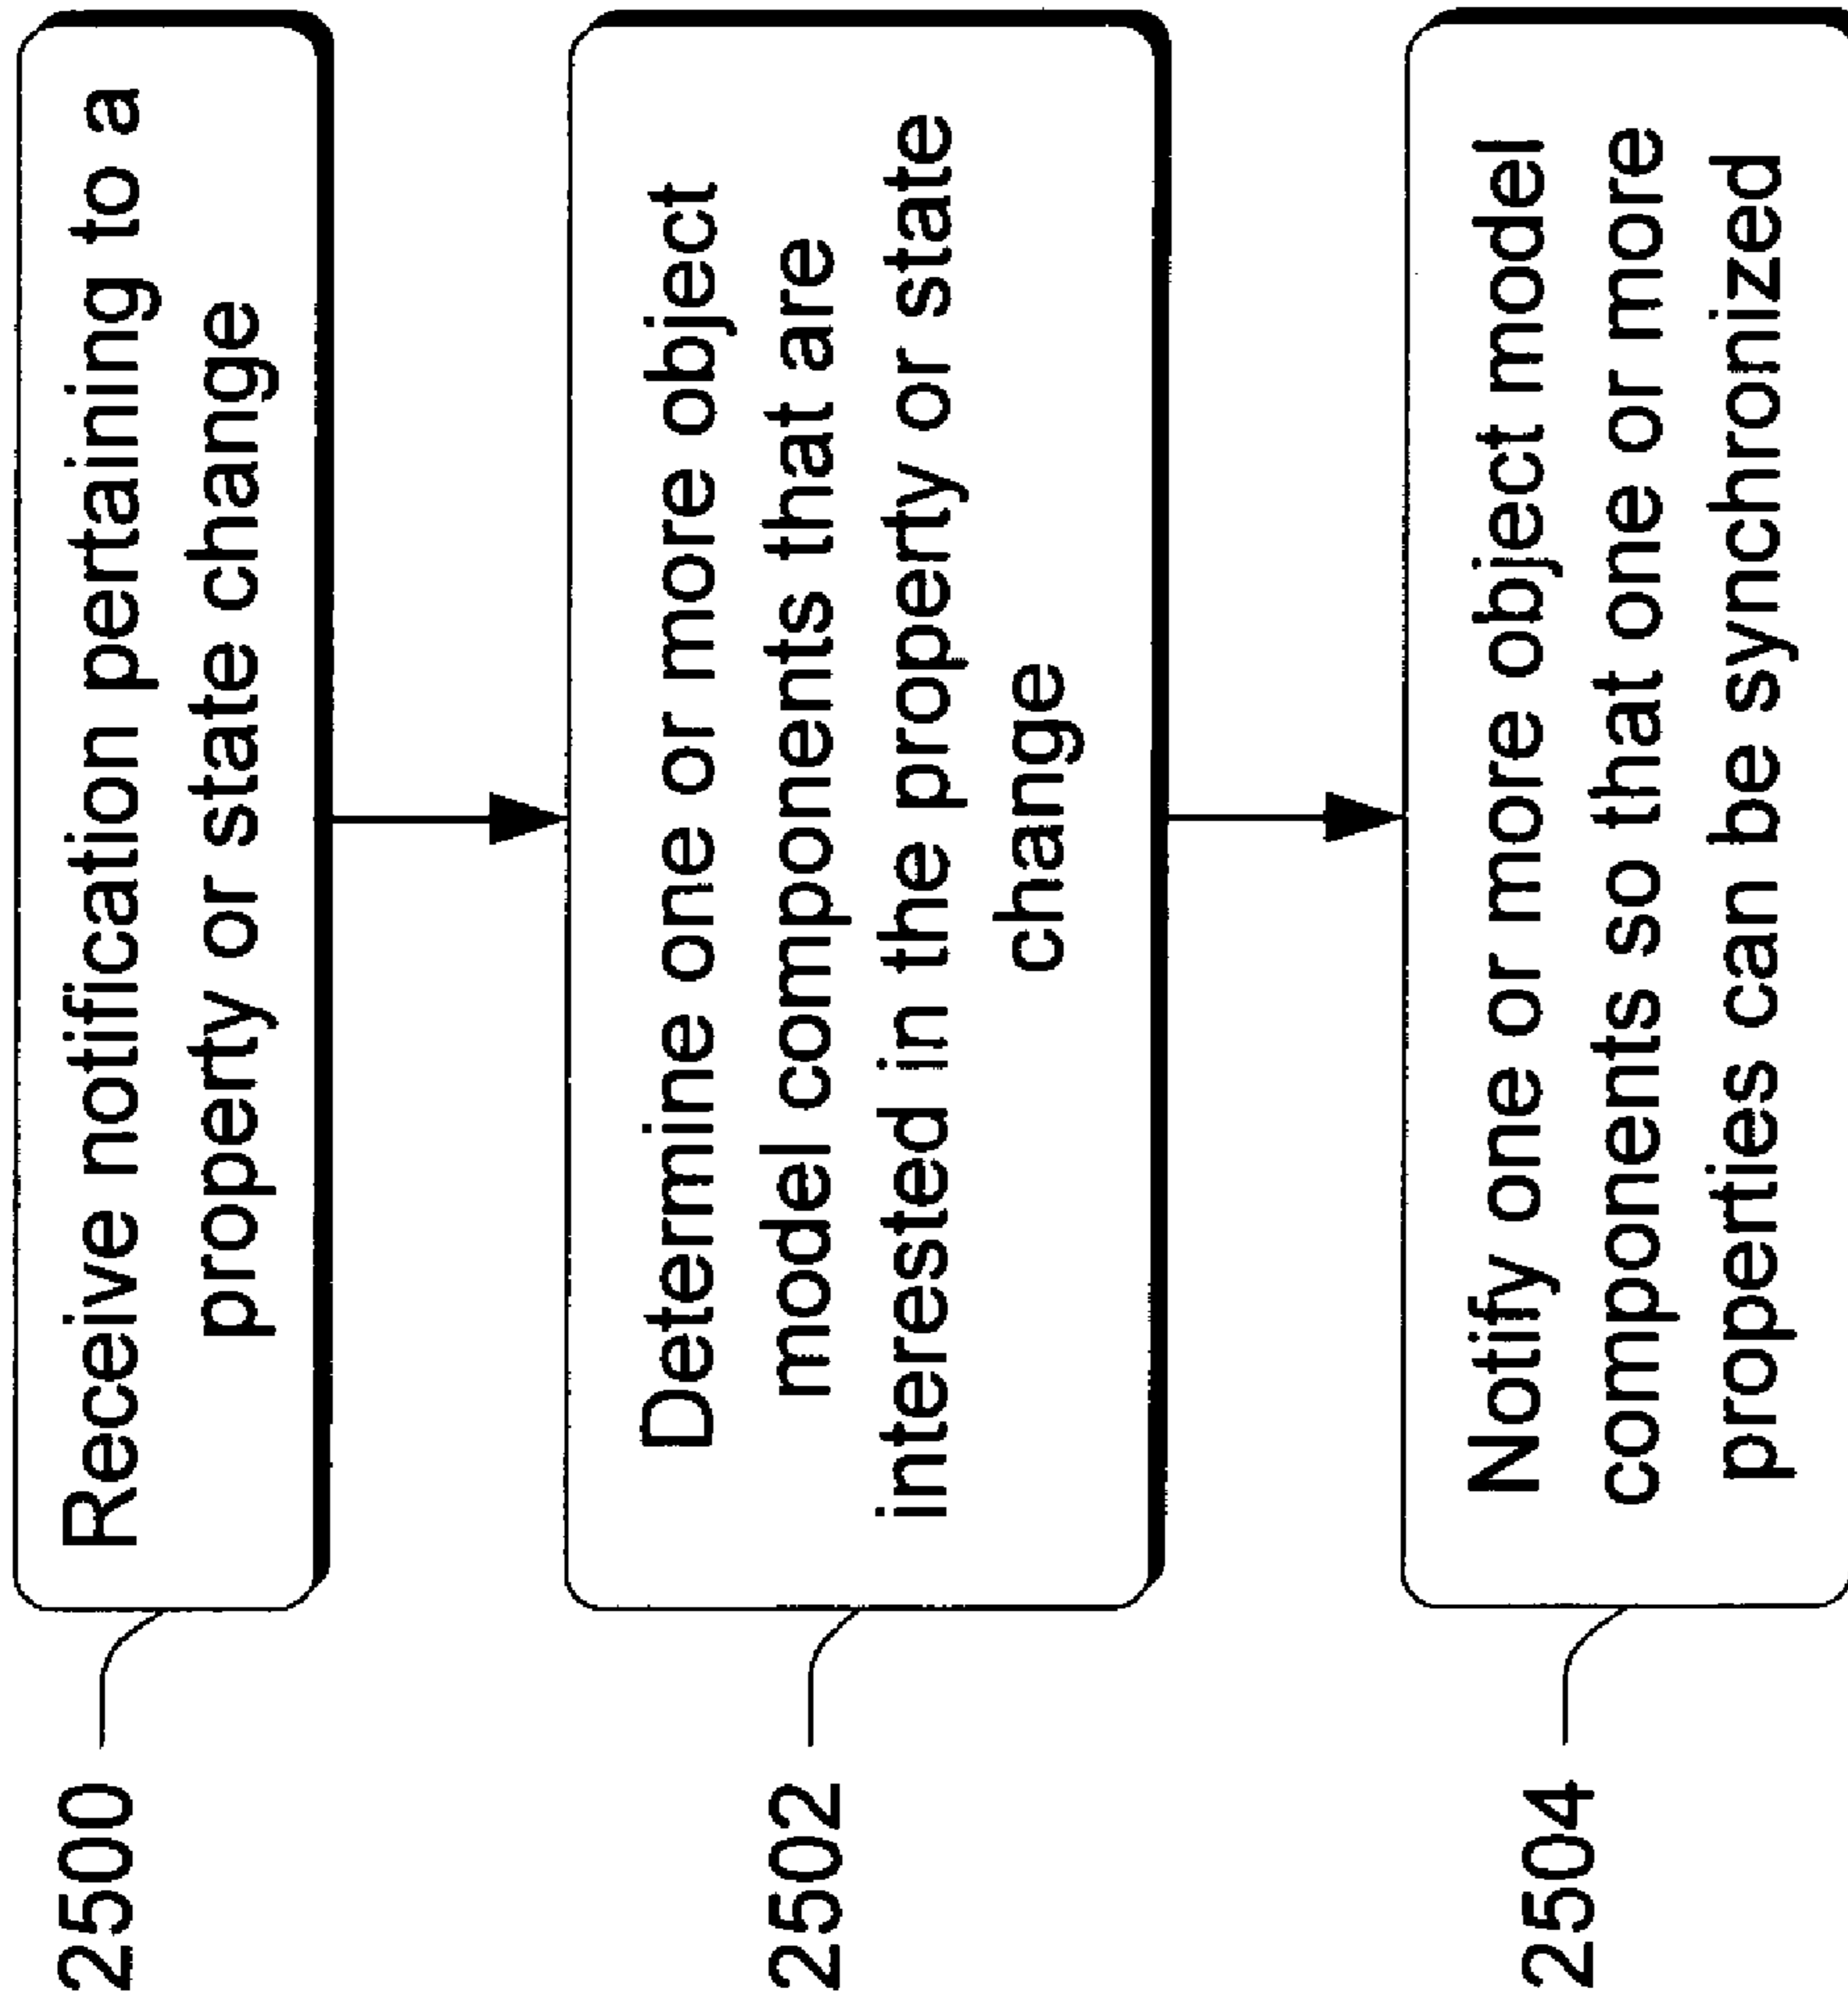 2500
Receive notification pertaining to a
property or state change
2502
Determine one or more object
model components that are
interested in the property or state
change
2504
Notify one or more object model
components so that one or more
properties can be synchronized